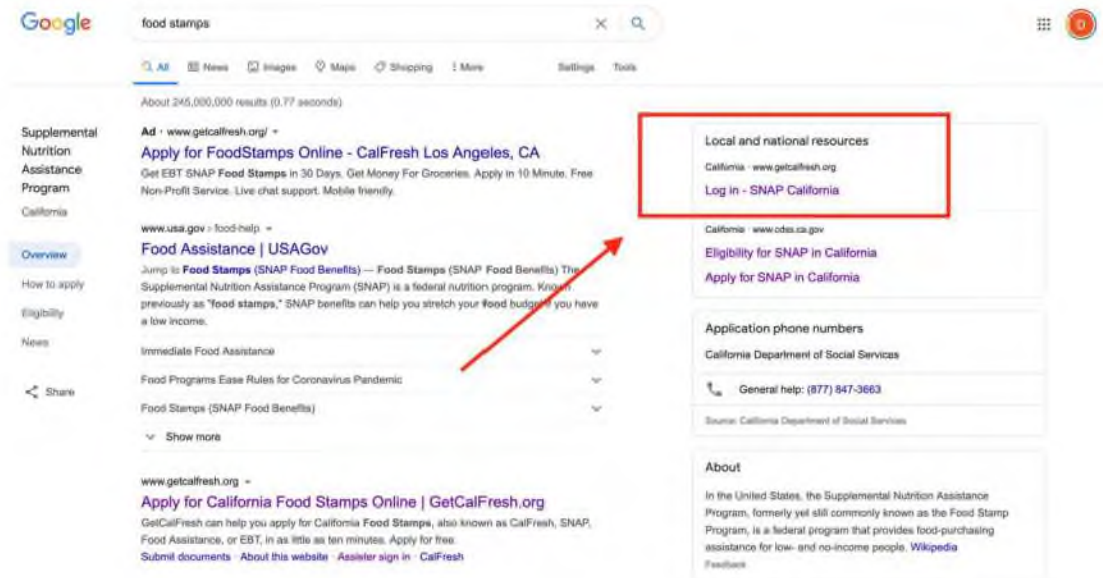 Google
food stamps
D
All News Images Maps Shopping More Settings Tools
About 245,000,000 results (0.77 seconds)
Supplemental
Nutrition
Assistance
Program
California
Overview
How to apply
Eligibility
News
Share
Ad · www.getcalfresh.org/
Apply for FoodStamps Online - CalFresh Los Angeles, CA
Get EBT SNAP Food Stamps in 30 Days. Get Money For Groceries. Apply in 10 Minute. Free
Non-Profit Service. Live chat support. Mobile friendly.
www.usa.gov › food-help
Food Assistance | USAGov
Jump to Food Stamps (SNAP Food Benefits) — Food Stamps (SNAP Food Benefits) The
Supplemental Nutrition Assistance Program (SNAP) is a federal nutrition program. Known
previously as "food stamps," SNAP benefits can help you stretch your food budget you have
a low income.
Immediate Food Assistance
Food Programs Ease Rules for Coronavirus Pandemic
Food Stamps (SNAP Food Benefits)
Show more
www.getcalfresh.org
Apply for California Food Stamps Online | GetCalFresh.org
GetCalFresh can help you apply for California Food Stamps, also known as CalFresh, SNAP,
Food Assistance, or EBT, in as little as ten minutes. Apply for free.
Submit documents · About this website · Assister sign in · CalFresh
Local and national resources
California · www.getcalfresh.org
Log in - SNAP California
California · www.cdss.ca.gov
Eligibility for SNAP in California
Apply for SNAP in California
Application phone numbers
California Department of Social Services
General help: (877) 847-3663
Source: California Department of Social Services
About
In the United States, the Supplemental Nutrition Assistance
Program, formerly yet still commonly known as the Food Stamp
Program, is a federal program that provides food-purchasing
assistance for low- and no-income people. Wikipedia
Feedback